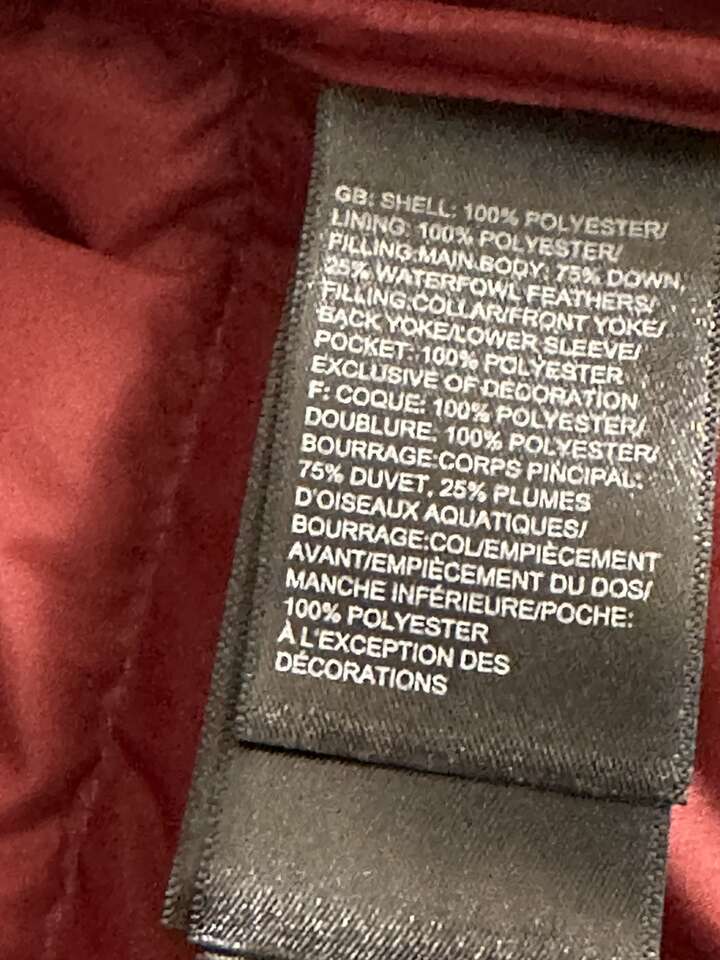 GB: SHELL: 100% POLYESTER/
LINING: 100% POLYESTER/
FILLING:MAIN BODY: 75% DOWN,
25% WATERFOWL FEATHERS/
FILLING:COLLAR/FRONT YOKE/
BACK YOKE/LOWER SLEEVE/
POCKET: 100% POLYESTER
EXCLUSIVE OF DECORATION
F: COQUE: 100% POLYESTER/
DOUBLURE: 100% POLYESTER/
BOURRAGE:CORPS PINCIPAL:
75% DUVET, 25% PLUMES
D'OISEAUX AQUATIQUES/
BOURRAGE:COL/EMPIÈCEMENT
AVANT/EMPIÈCEMENT DU DOS/
MANCHE INFÉRIEURE/POCHE:
100% POLYESTER
À L'EXCEPTION DES
DÉCORATIONS